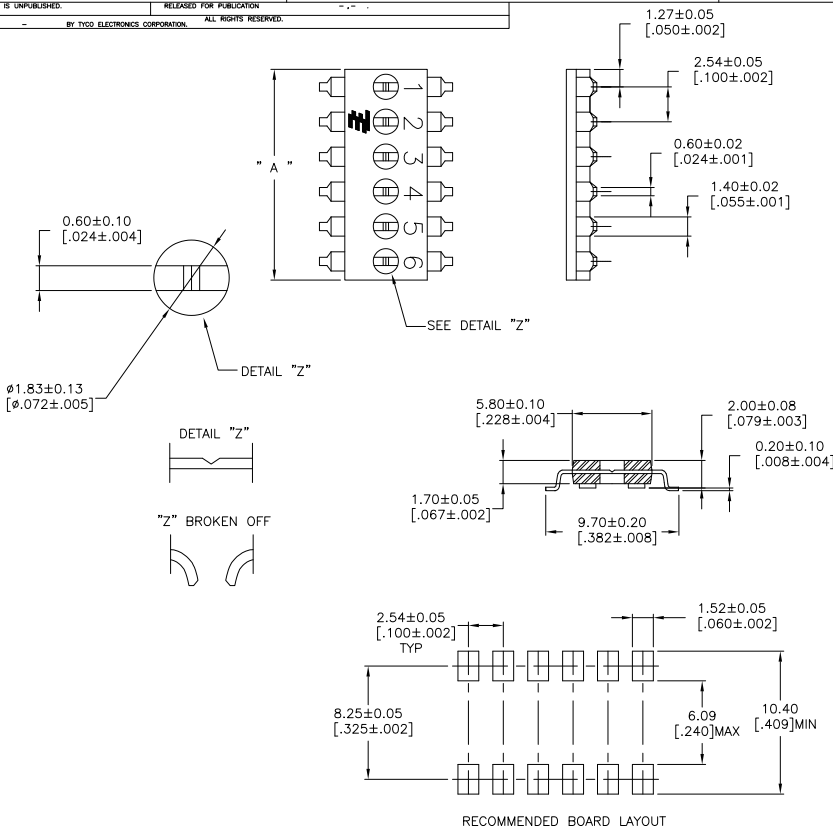 IS UNPUBLISHED.
RELEASED FOR PUBLICATION
- ,- .
- BY TYCO ELECTRONICS CORPORATION. ALL RIGHTS RESERVED.
1.27±0.05
[.050±.002]
2.54±0.05
[.100±.002]
1
2
3
4
5
6
" A "
0.60±0.02
[.024±.001]
1.40±0.02
[.055±.001]
0.60±0.10
[.024±.004]
SEE DETAIL "Z"
DETAIL "Z"
ø1.83±0.13
[ø.072±.005]
DETAIL "Z"
"Z" BROKEN OFF
5.80±0.10
[.228±.004]
2.00±0.08
[.079±.003]
0.20±0.10
[.008±.004]
1.70±0.05
[.067±.002]
9.70±0.20
[.382±.008]
2.54±0.05
[.100±.002]
TYP
1.52±0.05
[.060±.002]
8.25±0.05
[.325±.002]
6.09
[.240]MAX
10.40
[.409]MIN
RECOMMENDED BOARD LAYOUT